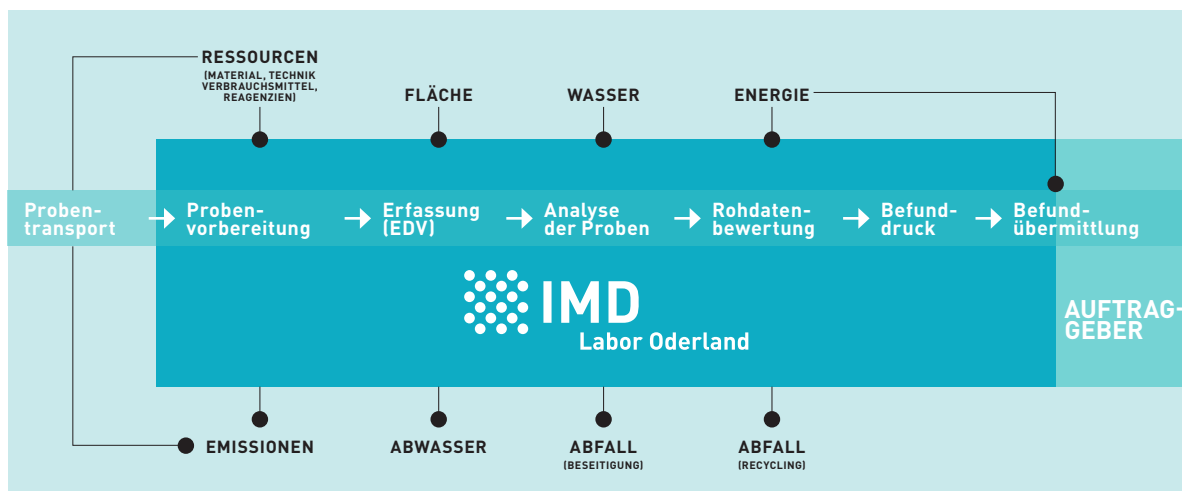 RESSOURCEN
(MATERIAL, TECHNIK
VERBRAUCHSMITTEL,
REAGENZIEN)
FLÄCHE
WASSER
ENERGIE
Proben-
transport
Proben-
vorbereitung
Erfassung
(EDV)
Analyse
der Proben
Rohdaten-
bewertung
Befund-
druck
Befund-
übermittlung
IMD
Labor Oderland
AUFTRAG-
GEBER
EMISSIONEN
ABWASSER
ABFALL
(BESEITIGUNG)
ABFALL
(RECYCLING)